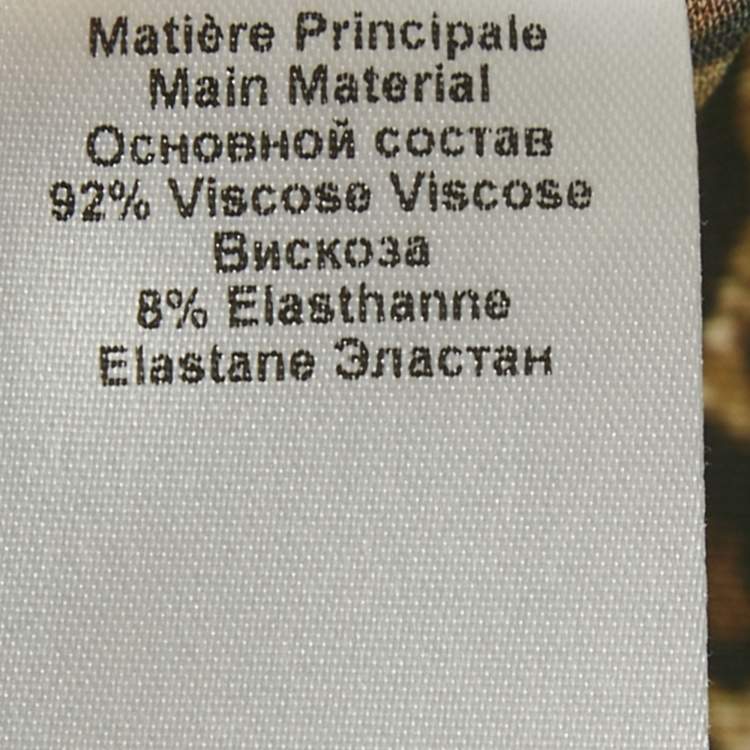 Matière Principale
Main Material
Основной состав
92% Viscose Viscose
Вискоза
8% Elasthanne
Elastane Эластан